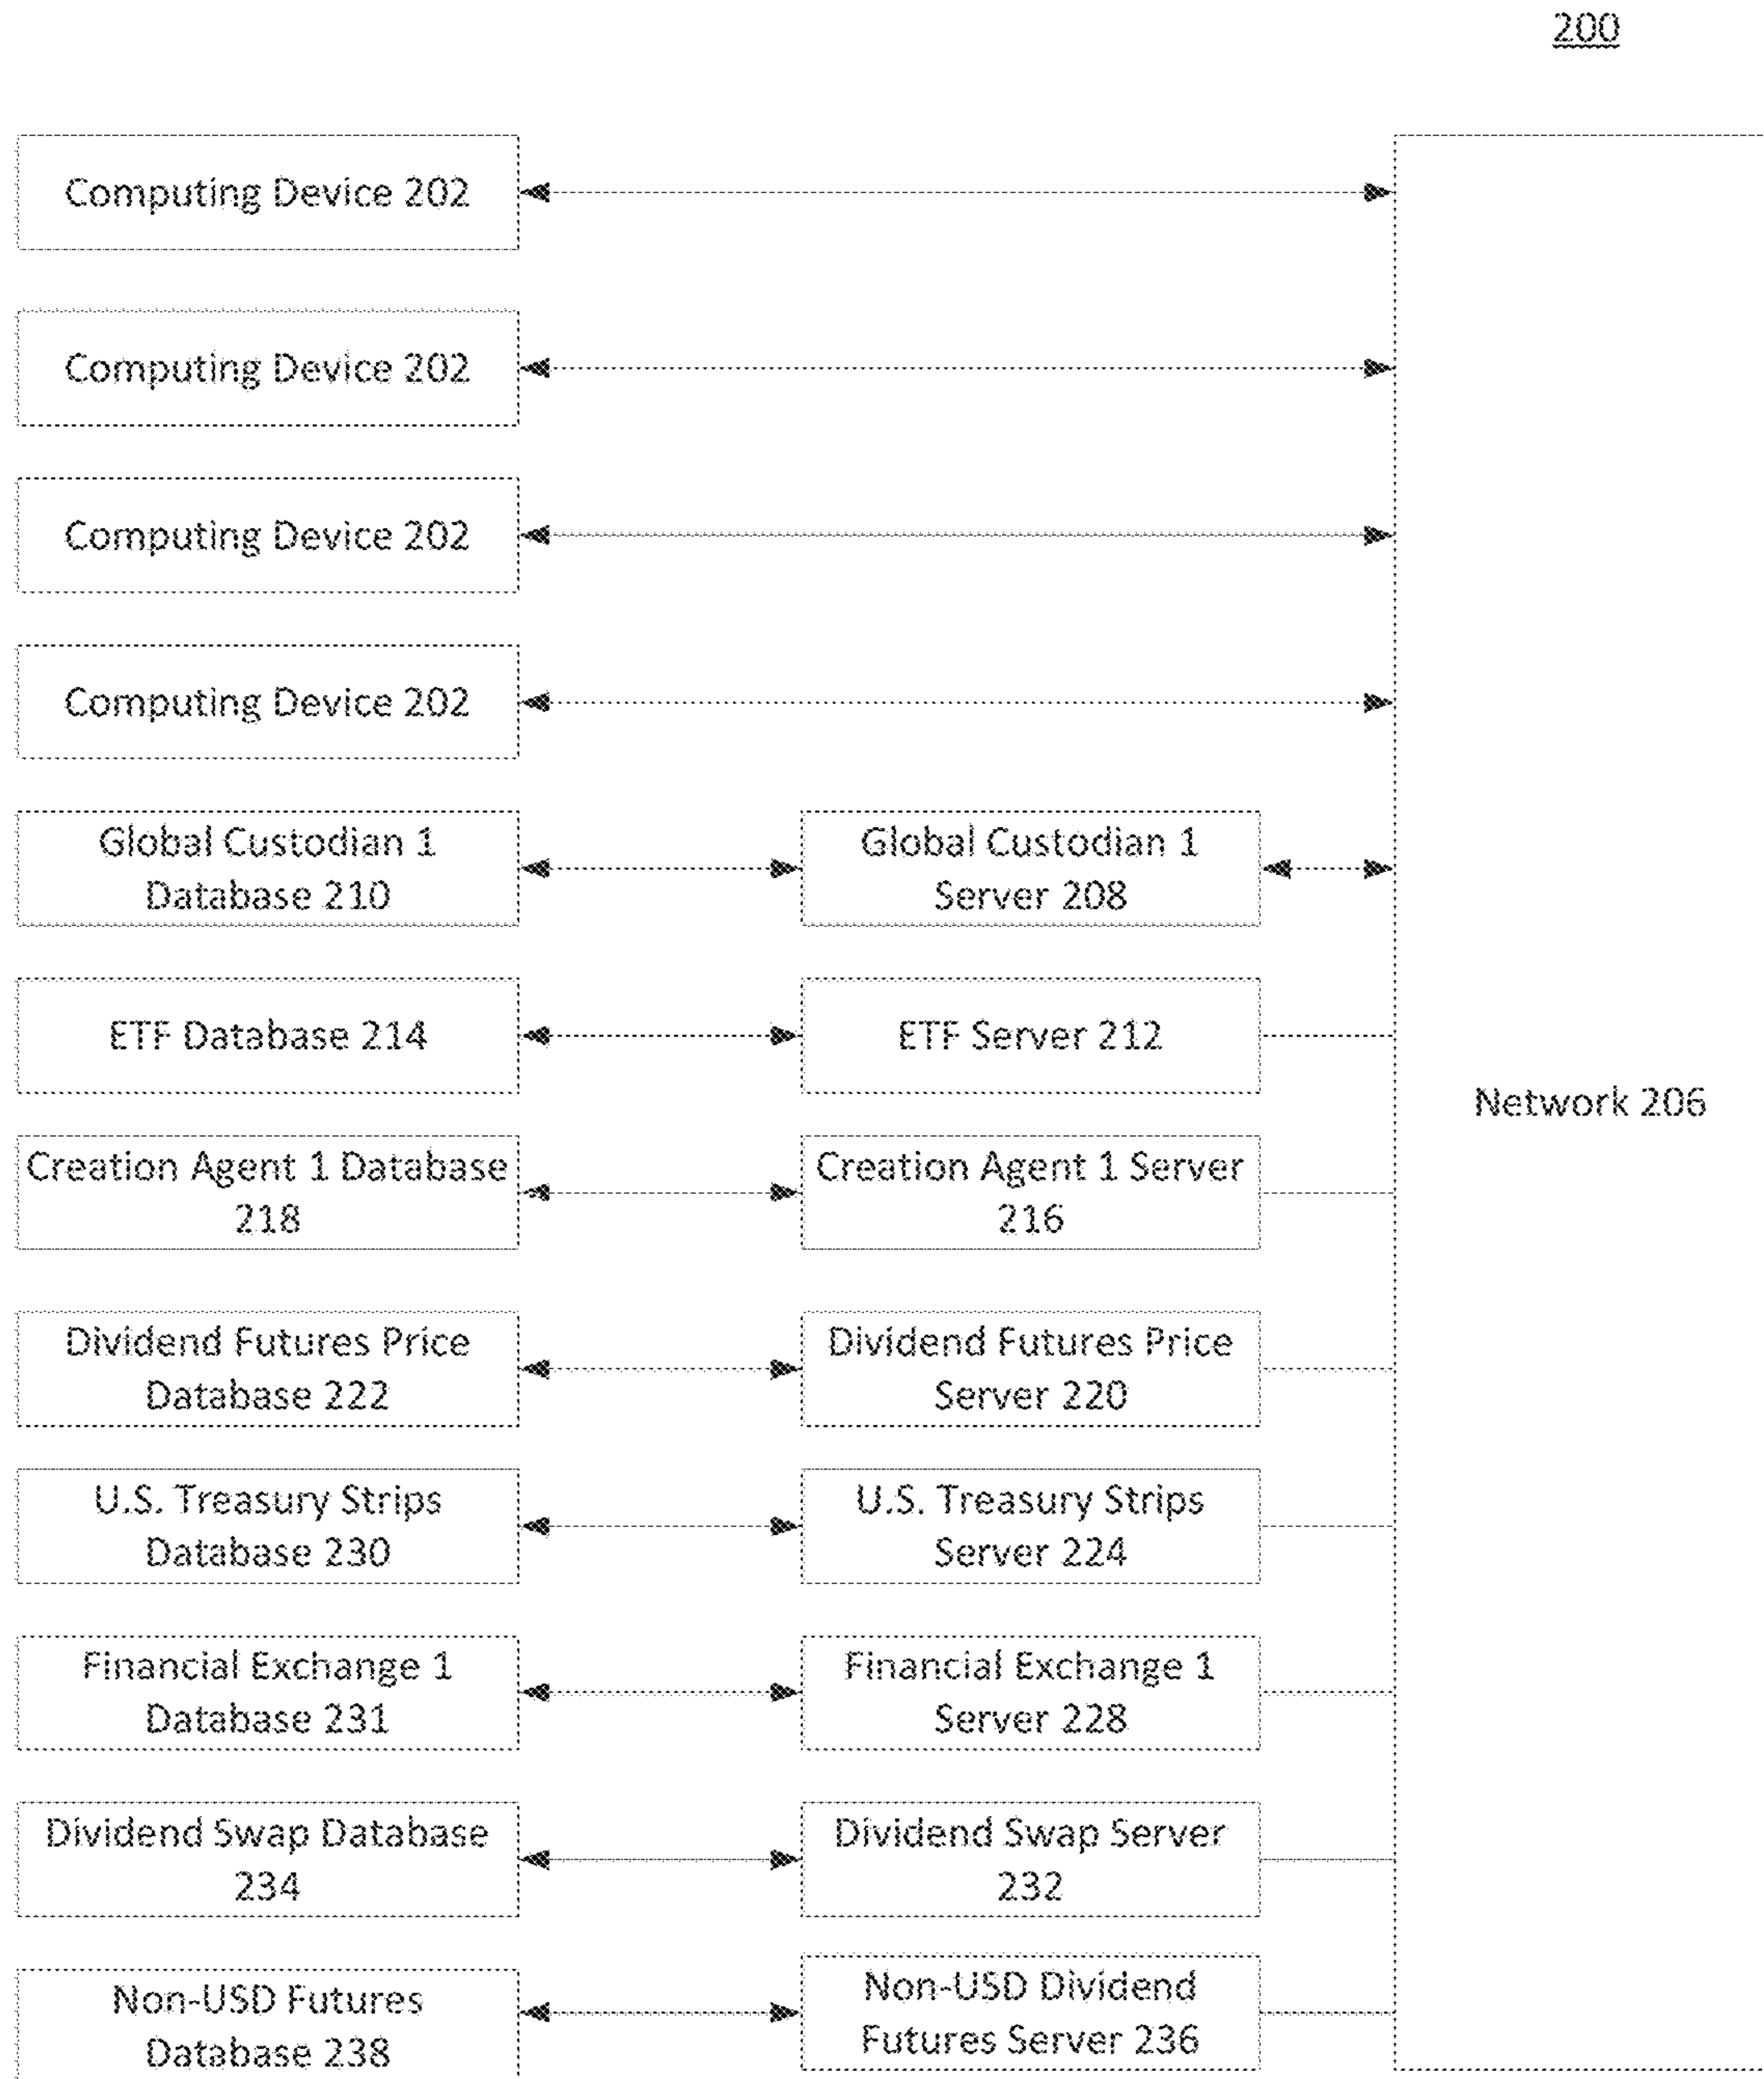 200
Computing Device 202
Computing Device 202
Computing Device 202
Computing Device 202
Global Custodian 1
Database 210
Global Custodian 1
Server 208
ETF Database 214
ETF Server 212
Network 206
Creation Agent 1 Database
218
Creation Agent 1 Server
216
Dividend Futures Price
Database 222
Dividend Futures Price
Server 220
U.S. Treasury Strips
Database 230
U.S. Treasury Strips
Server 224
Financial Exchange 1
Database 231
Financial Exchange 1
Server 228
Dividend Swap Database
234
Dividend Swap Server
232
Non-USD Futures
Database 238
Non-USD Dividend
Futures Server 236